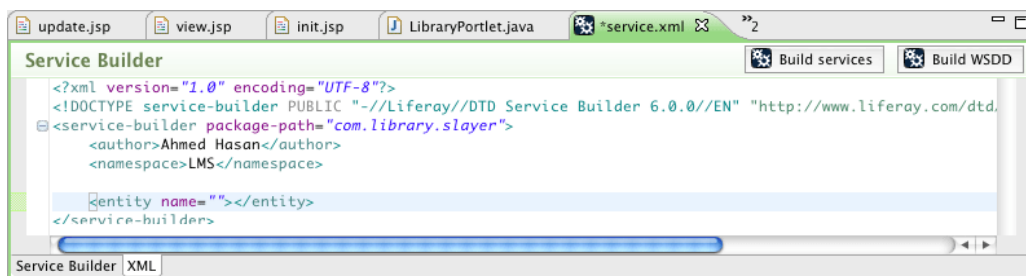 update.jsp view.jsp init.jsp LibraryPortlet.java *service.xml »2
Service Builder Build services Build WSDD
<?xml version="1.0" encoding="UTF-8"?>
<!DOCTYPE service-builder PUBLIC "-//Liferay//DTD Service Builder 6.0.0//EN" "http://www.liferay.com/dtd/
<service-builder package-path="com.library.slayer">
<author>Ahmed Hasan</author>
<namespace>LMS</namespace>
<entity name=""></entity>
</service-builder>
Service Builder XML